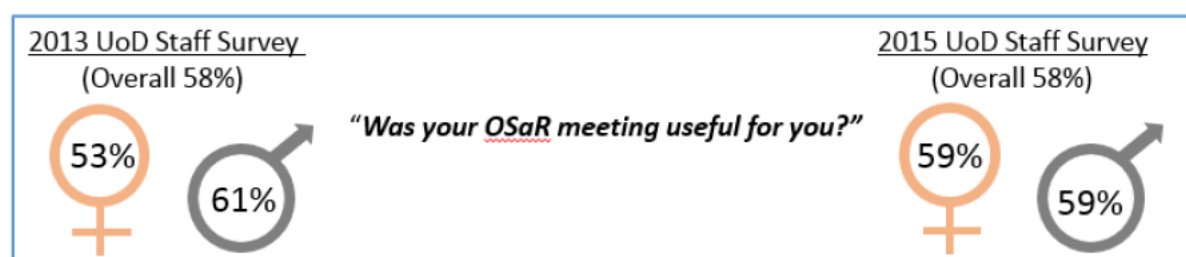 2013 UoD Staff Survey
(Overall 58%)
53%
61%
“Was your OSaR meeting useful for you?”
2015 UoD Staff Survey
(Overall 58%)
59%
59%